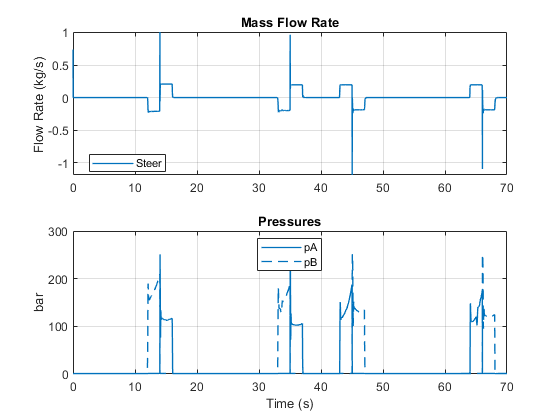 Mass Flow Rate
Flow Rate (kg/s)
1
0.5
0
-0.5
-1
Steer
0 10 20 30 40 50 60 70
Pressures
bar
300
200
100
0
pA
pB
0 10 20 30 40 50 60 70
Time (s)